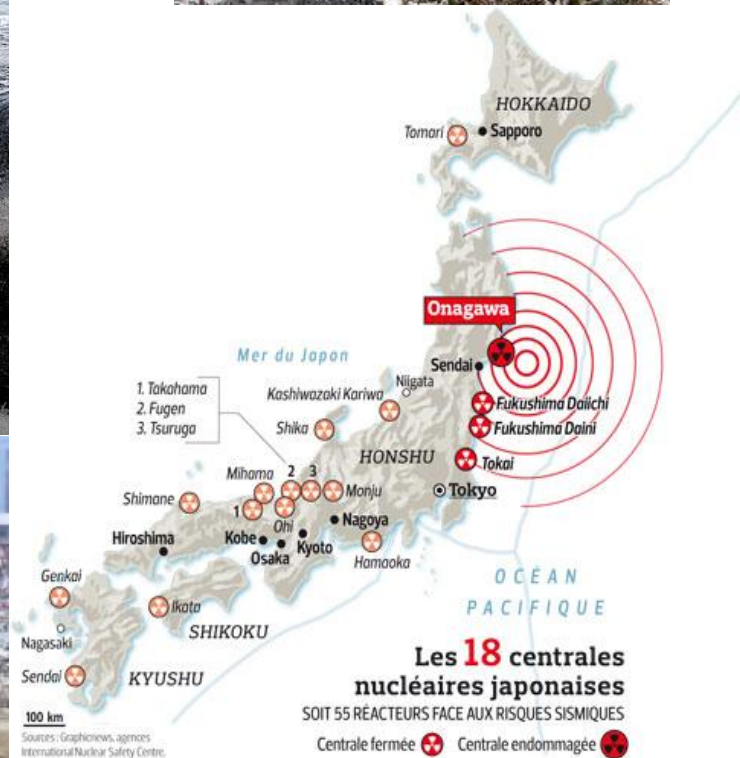 HOKKAIDO
Tomari
Sapporo
Onagawa
Mer du Japon
Sendai
1. Takahama
2. Fugen
3. Tsuruga
Kashiwazaki Kariwa
Niigata
Fukushima Daiichi
Shika
Fukushima Daini
HONSHU
Tokai
Mihama
2
3
Monju
Tokyo
Shimane
1
Ohi
Nagoya
Hiroshima
Kobe
Osaka
Kyoto
Hamaoka
Genkai
OCÉAN
PACIFIQUE
Ikata
Nagasaki
SHIKOKU
Sendai
KYUSHU
Les 18 centrales
nucléaires japonaises
SOIT 55 RÉACTEURS FACE AUX RISQUES SISMIQUES
100 km
Sources : Graphicnews, agences
International Nuclear Safety Centre.
Centrale fermée
Centrale endommagée